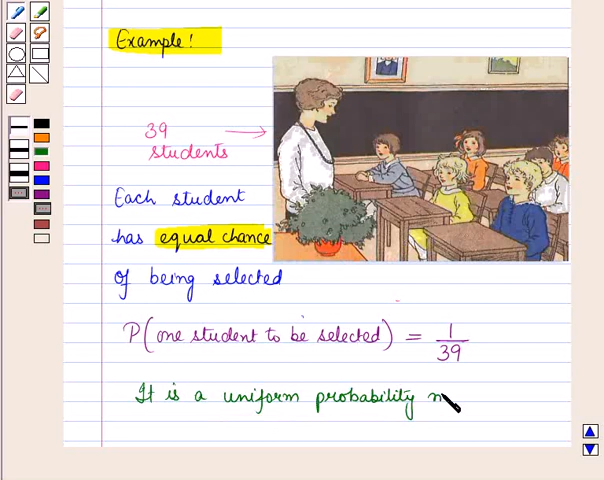 Example!
39
students
Each student
has equal chance
of being selected
P(one student to be selected) = 1/39
It is a uniform probability